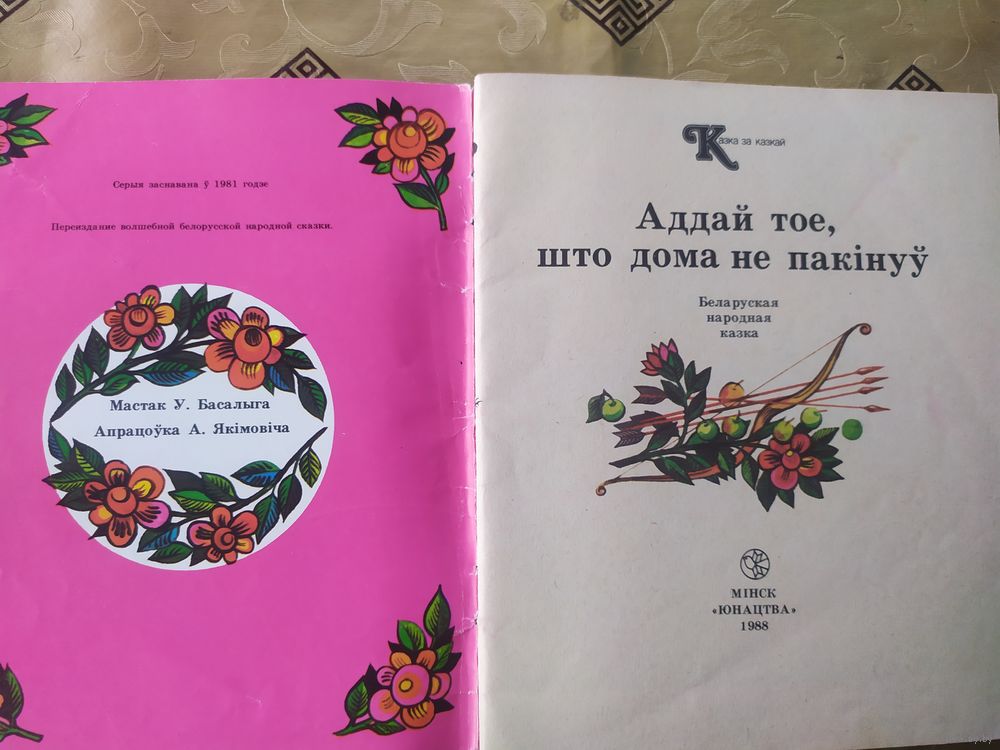 Серыя заснавана ў 1981 годзе
Переиздание волшебной белорусской народной сказки.
Мастак У. Басалыга
Апрацоўка А. Якімовіча
Казка за казкай
Аддай тое,
што дома не пакінуў
Беларуская
народная
казка
МІНСК
«ЮНАЦТВА»
1988